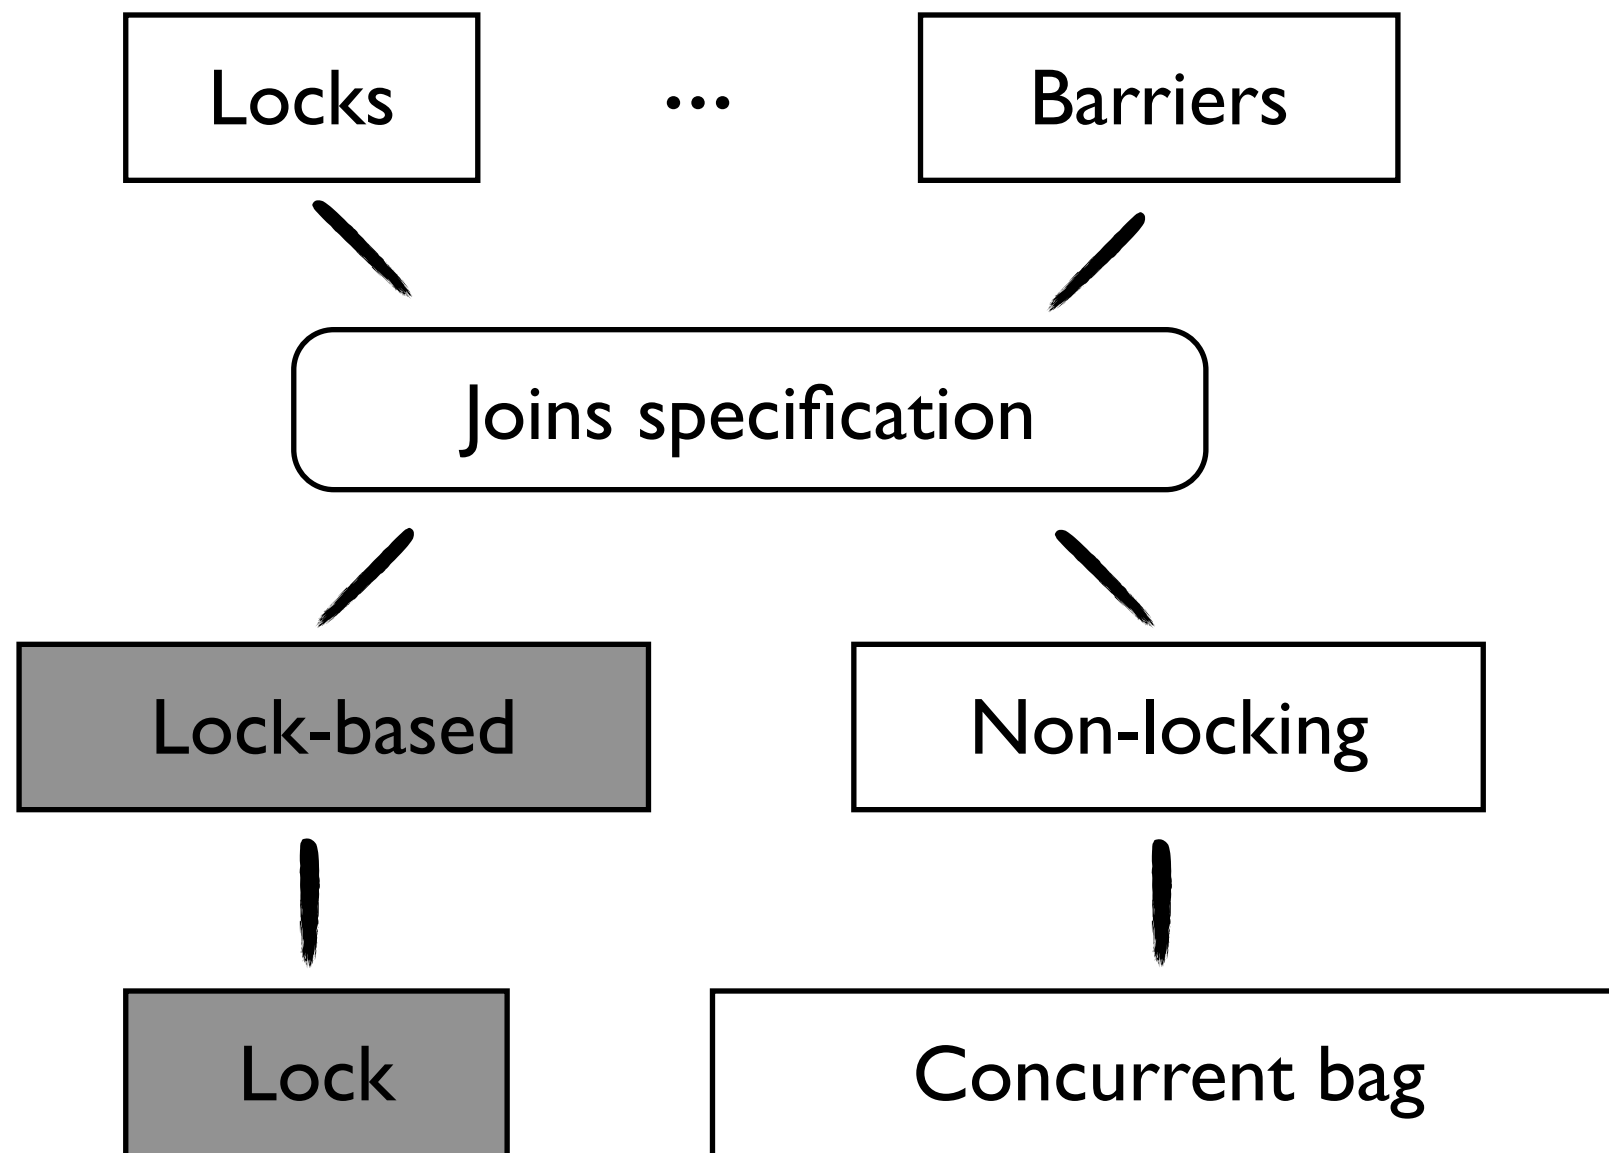 Locks ... Barriers
Joins specification
Lock-based Non-locking
Lock Concurrent bag